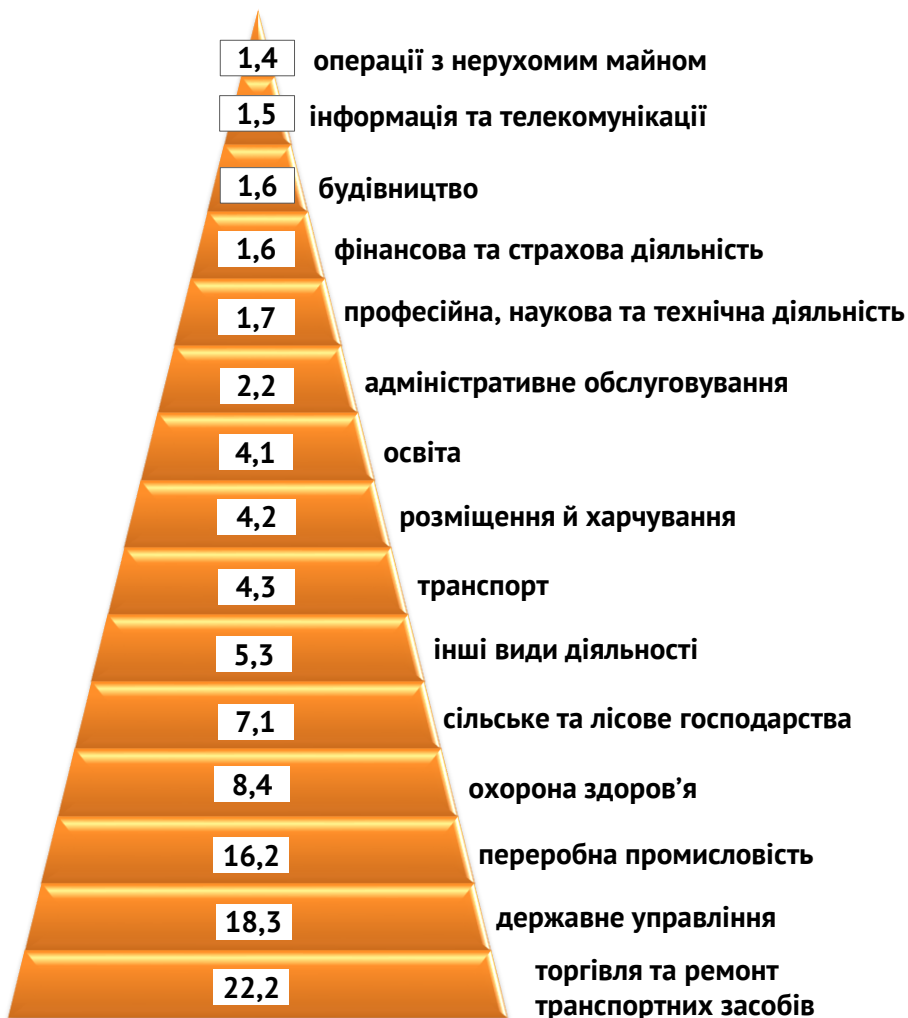 1,4 операції з нерухомим майном
1,5 інформація та телекомунікації
1,6 будівництво
1,6 фінансова та страхова діяльність
1,7 професійна, наукова та технічна діяльність
2,2 адміністративне обслуговування
4,1 освіта
4,2 розміщення й харчування
4,3 транспорт
5,3 інші види діяльності
7,1 сільське та лісове господарства
8,4 охорона здоров’я
16,2 переробна промисловість
18,3 державне управління
22,2 торгівля та ремонт
транспортних засобів